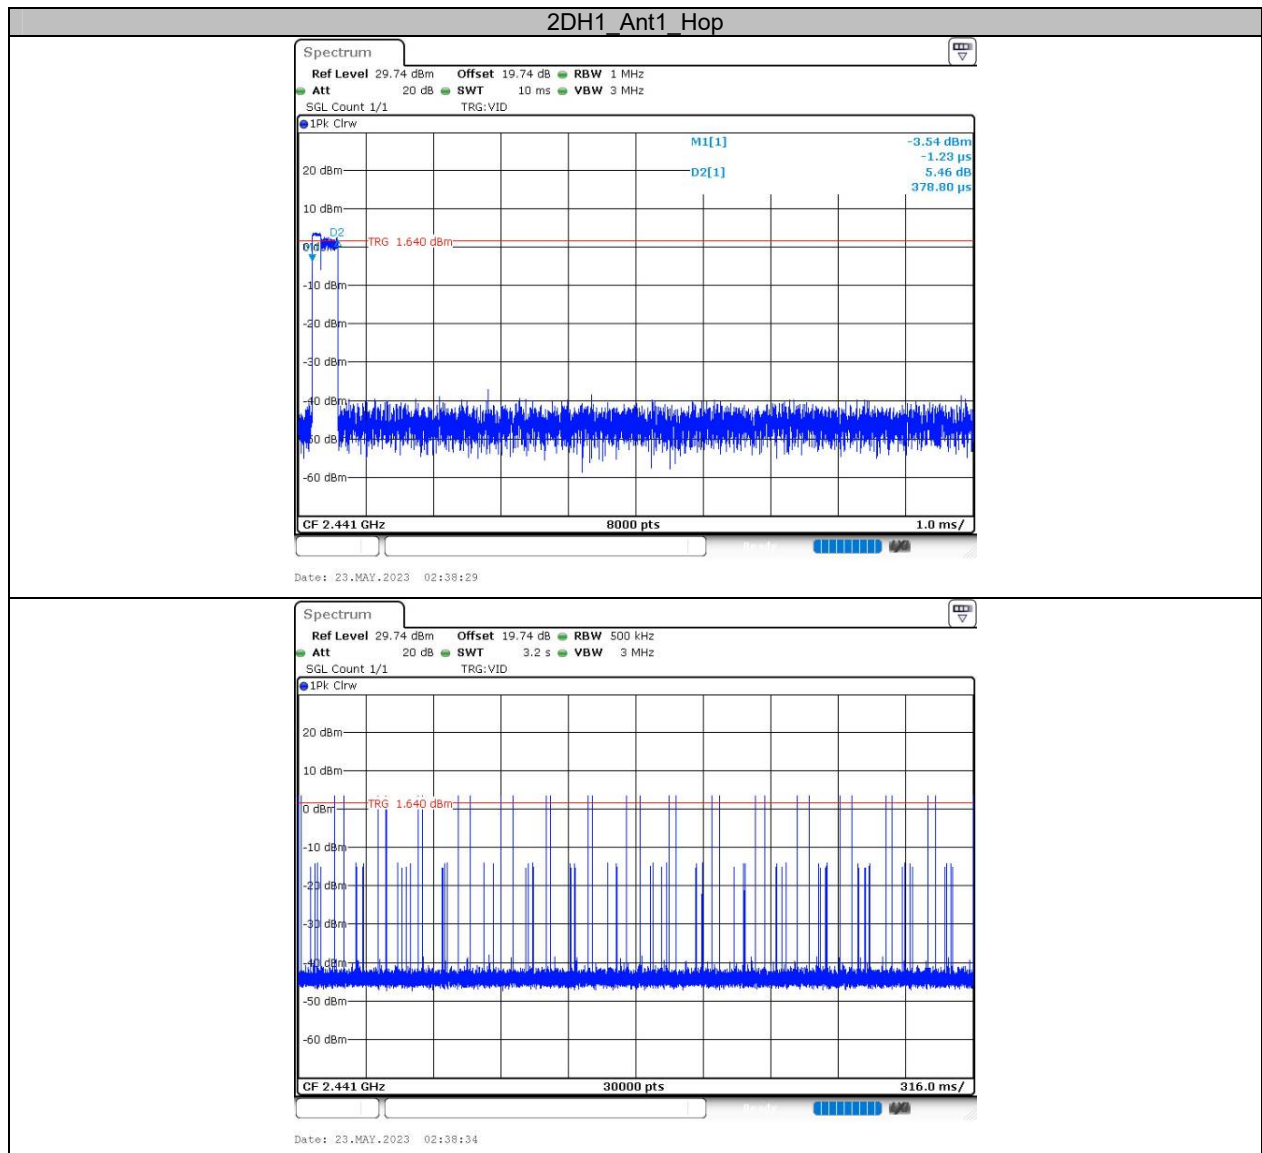 2DH1_Ant1_Hop
Spectrum
Ref Level 29.74 dBm Offset 19.74 dB RBW 1 MHz
Att 20 dB SWT 10 ms VBW 3 MHz
SGL Count 1/1 TRG:VID
1Pk Clrw
M1[1] -3.54 dBm
-1.23 µs
20 dBm D2[1] 5.46 dB
378.80 µs
10 dBm
D2
TRG 1.640 dBm
-10 dBm
-20 dBm
-30 dBm
-40 dBm
-50 dBm
-60 dBm
CF 2.441 GHz 8000 pts 1.0 ms/
Date: 23.MAY.2023 02:38:29
Spectrum
Ref Level 29.74 dBm Offset 19.74 dB RBW 500 kHz
Att 20 dB SWT 3.2 s VBW 3 MHz
SGL Count 1/1 TRG:VID
1Pk Clrw
20 dBm
10 dBm
0 dBm TRG 1.640 dBm
-10 dBm
-20 dBm
-30 dBm
-40 dBm
-50 dBm
-60 dBm
CF 2.441 GHz 30000 pts 316.0 ms/
Date: 23.MAY.2023 02:38:34